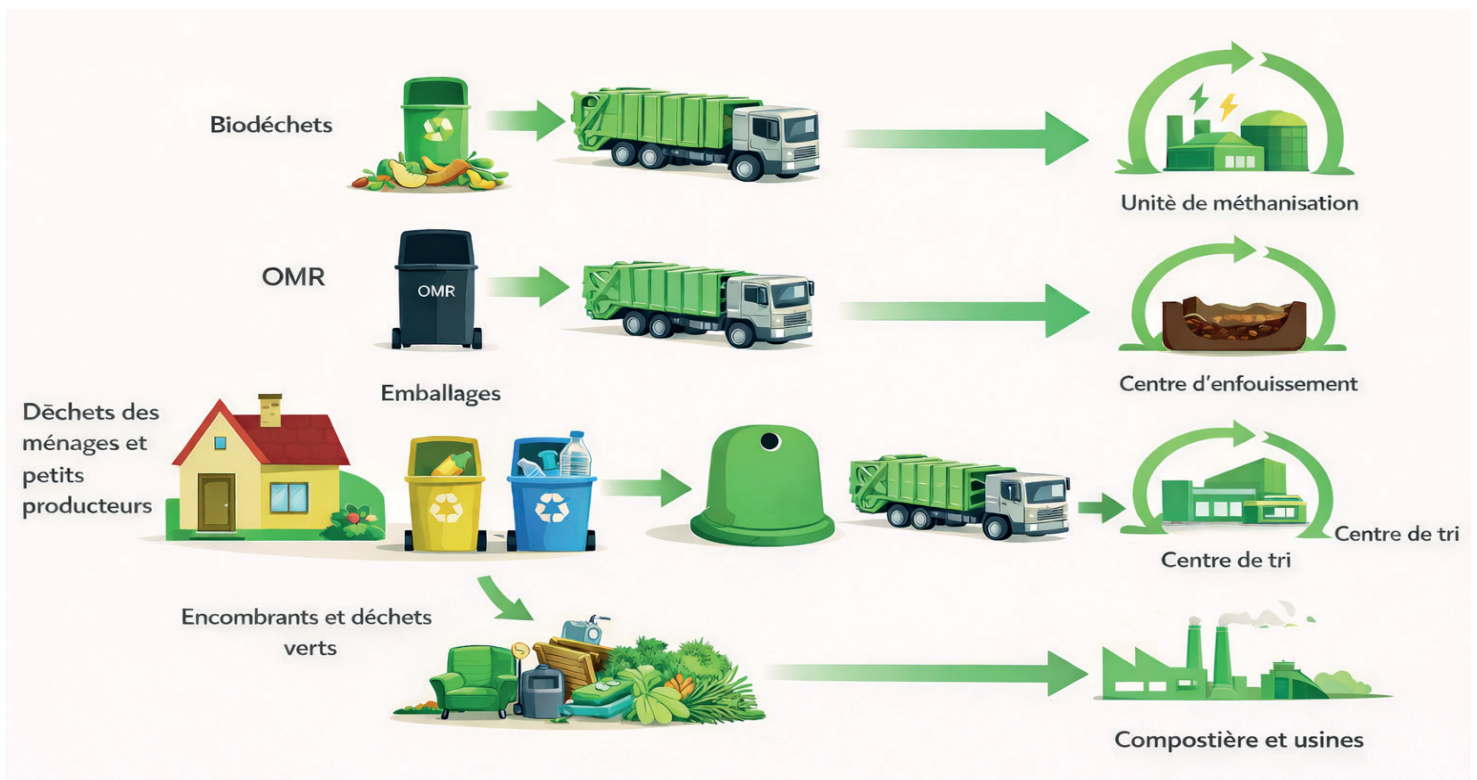 Biodéchets
Unitè de méthanisation
OMR
OMR
Centre d'enfouissement
Emballages
Dēchets des
ménages et
petits
producteurs
Centre de tri
Centre de tri
Encombrants et déchets
verts
Compostière et usines